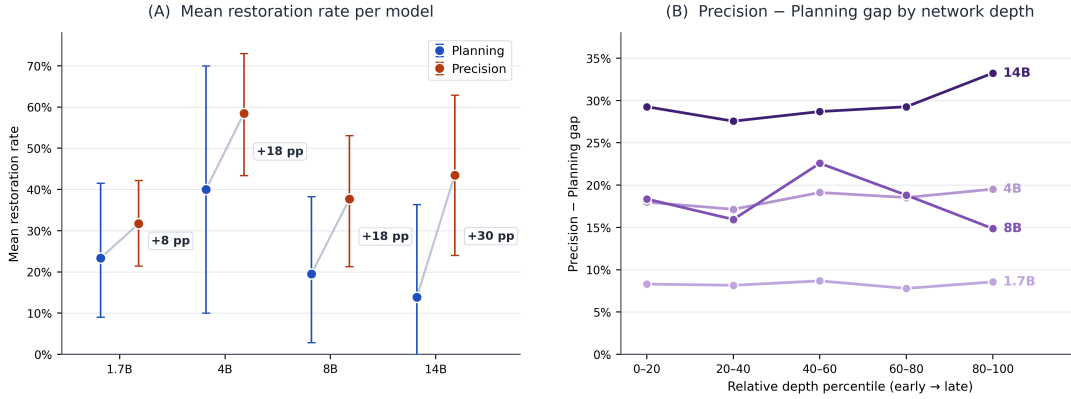 (A)  Mean restoration rate per model
Mean restoration rate
70%
60%
50%
40%
30%
20%
10%
0%
1.7B
4B
8B
14B
Planning
Precision
+8 pp
+18 pp
+18 pp
+30 pp
(B)  Precision − Planning gap by network depth
Precision − Planning gap
35%
30%
25%
20%
15%
10%
5%
0%
0–20
20–40
40–60
60–80
80–100
Relative depth percentile (early → late)
14B
4B
8B
1.7B